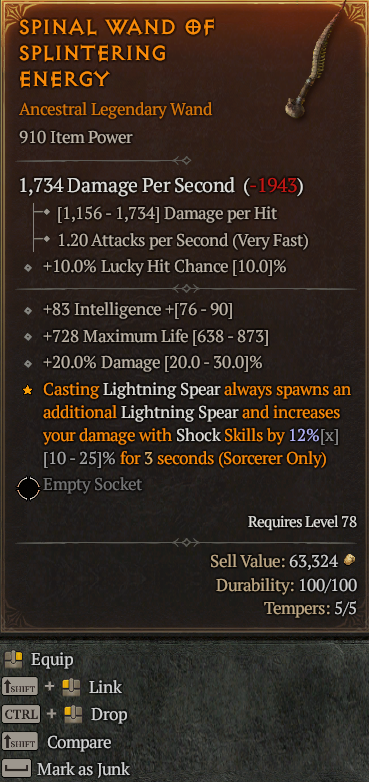 SPINAL WAND OF
SPLINTERING
ENERGY
Ancestral Legendary Wand
910 Item Power
1,734 Damage Per Second (-1943)
[1,156 - 1,734] Damage per Hit
1.20 Attacks per Second (Very Fast)
+10.0% Lucky Hit Chance [10.0]%
+83 Intelligence +[76 - 90]
+728 Maximum Life [638 - 873]
+20.0% Damage [20.0 - 30.0]%
Casting Lightning Spear always spawns an
additional Lightning Spear and increases
your damage with Shock Skills by 12%[x]
[10 - 25]% for 3 seconds (Sorcerer Only)
Empty Socket
Requires Level 78
Sell Value: 63,324
Durability: 100/100
Tempers: 5/5
Equip
SHIFT + Link
CTRL + Drop
SHIFT Compare
Mark as Junk